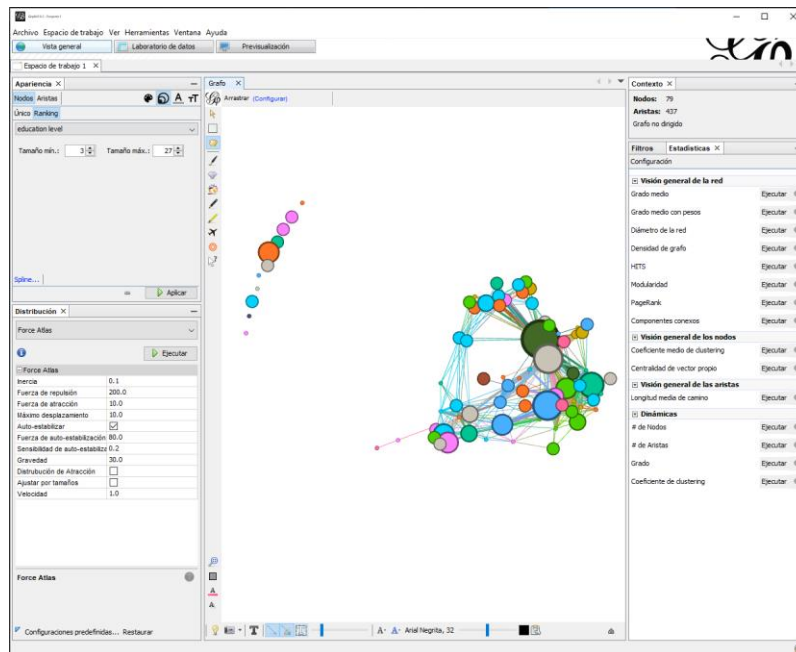 Archivo Espacio de trabajo Ver Herramientas Ventana Ayuda
Vista general Laboratorio de datos Previsualización
Espacio de trabajo 1
Apariencia
Nodos Aristas
Único Ranking
education level
Tamaño mín.: 3 Tamaño máx.: 27
Spline...
Aplicar
Distribución
Force Atlas
Ejecutar
Force Atlas
Inercia 0.1
Fuerza de repulsión 200.0
Fuerza de atracción 10.0
Máximo desplazamiento 10.0
Auto-estabilizar
Fuerza de auto-estabilización 80.0
Sensibilidad de auto-estabiliza 0.2
Gravedad 30.0
Distrubución de Atracción
Ajustar por tamaños
Velocidad 1.0
Force Atlas
Configuraciones predefinidas... Restaurar
Grafo
Arrastrar (Configurar)
Arial Negrita, 32
Contexto
Nodos: 79
Aristas: 437
Grafo no dirigido
Filtros Estadísticas
Configuración
Visión general de la red
Grado medio Ejecutar
Grado medio con pesos Ejecutar
Diámetro de la red Ejecutar
Densidad de grafo Ejecutar
HITS Ejecutar
Modularidad Ejecutar
PageRank Ejecutar
Componentes conexos Ejecutar
Visión general de los nodos
Coeficiente medio de clustering Ejecutar
Centralidad de vector propio Ejecutar
Visión general de las aristas
Longitud media de camino Ejecutar
Dinámicas
# de Nodos Ejecutar
# de Aristas Ejecutar
Grado Ejecutar
Coeficiente de clustering Ejecutar